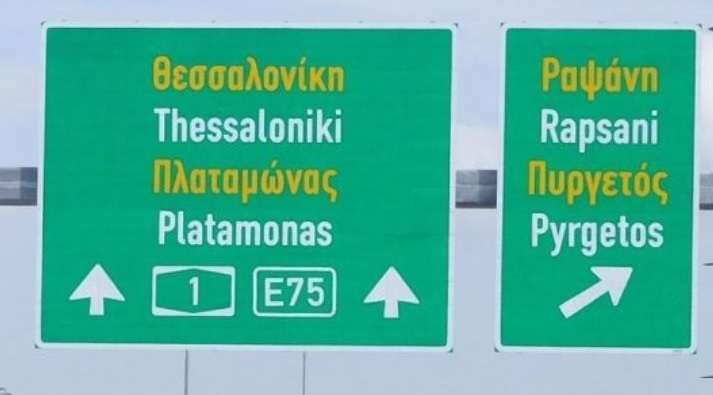 Θεσσαλονίκη
Thessaloniki
Πλαταμώνας
Platamonas
1 E75
Ραψάνη
Rapsani
Πυργετός
Pyrgetos